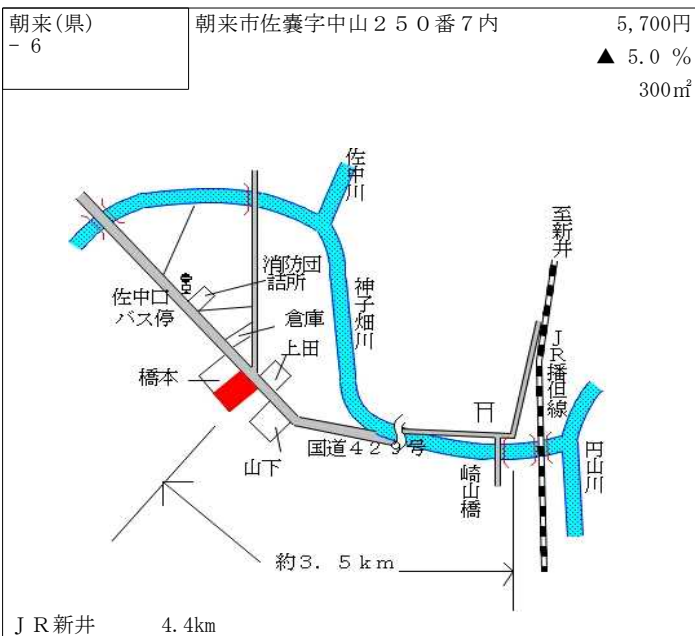 朝来(県)
- 6
朝来市佐嚢字中山２５０番７内
5,700円
▲ 5.0 %
300㎡
佐中川
至新井
消防団
詰所
神子畑川
佐中口
バス停
倉庫
上田
ＪＲ播但線
橋本
国道４２９号
山下
崎山橋
円山川
約３．５ｋｍ
ＪＲ新井 4.4km